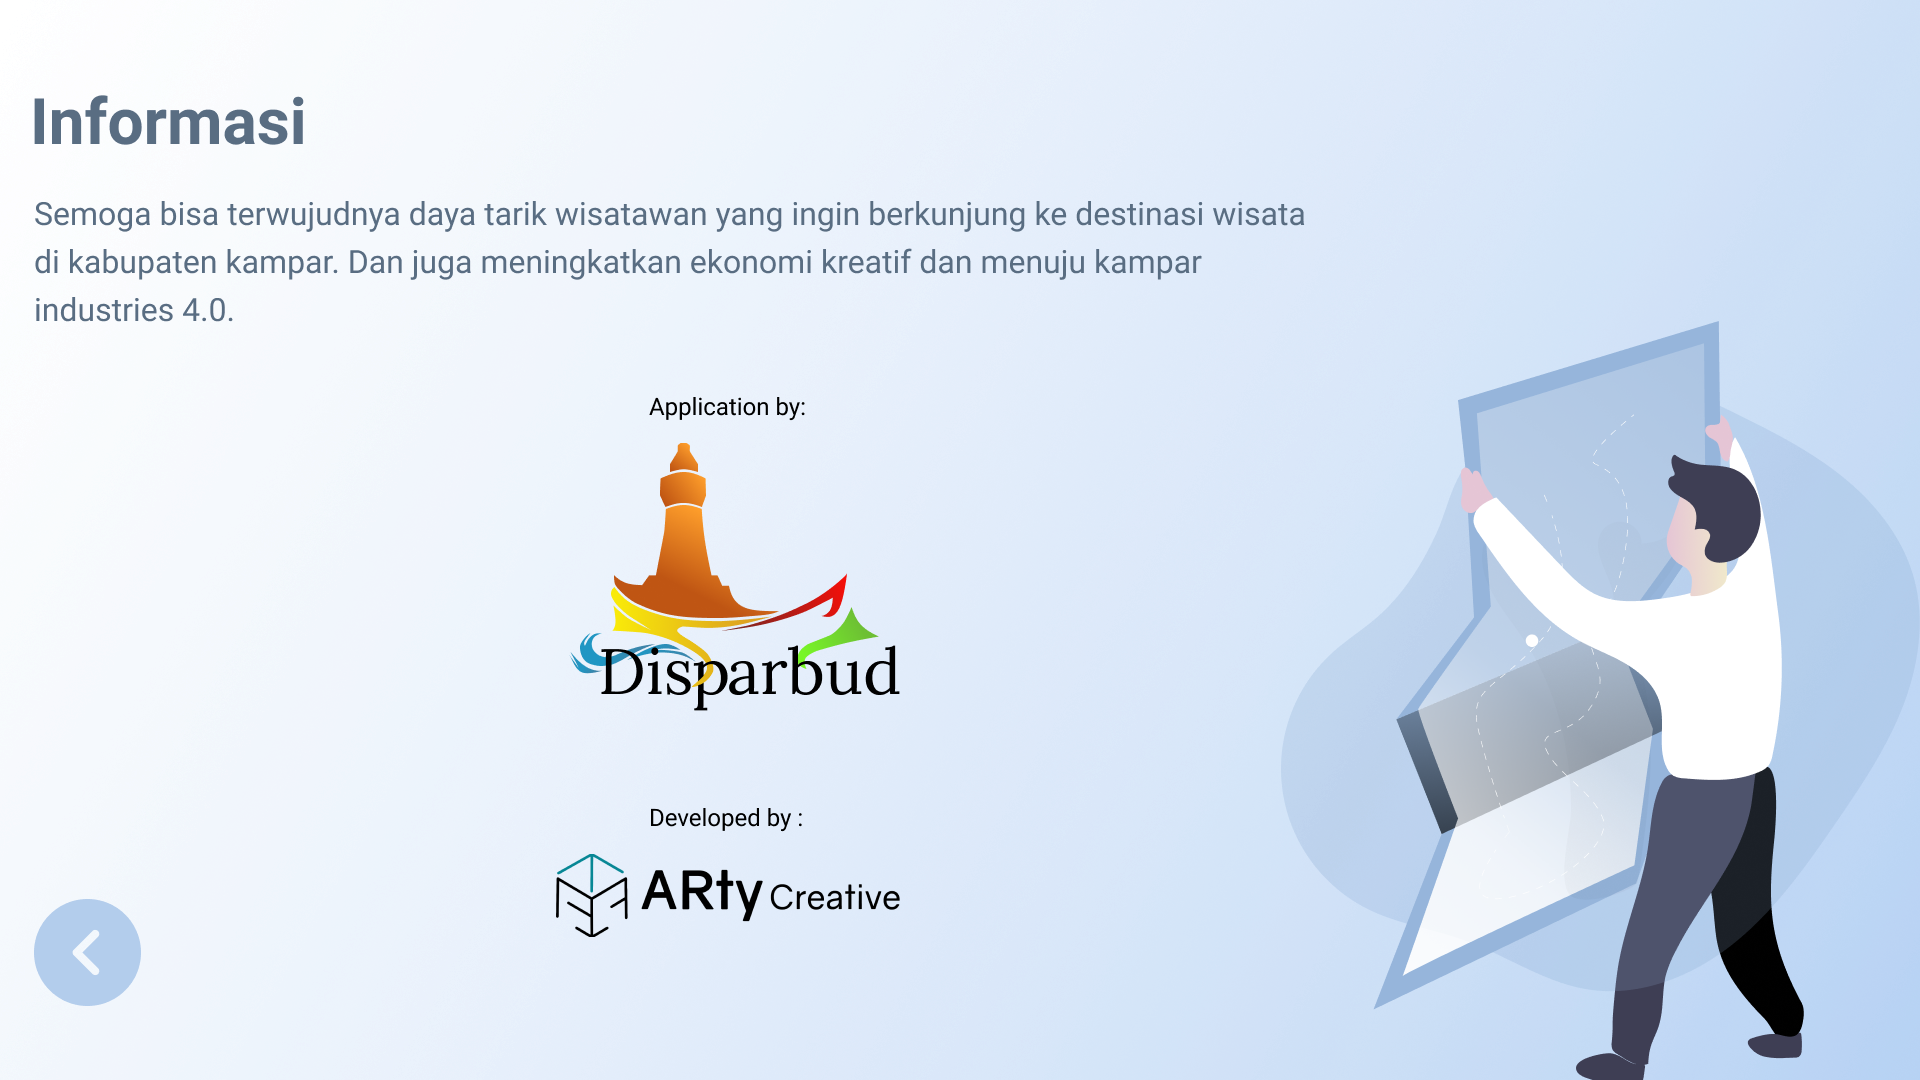 Informasi
Semoga bisa terwujudnya daya tarik wisatawan yang ingin berkunjung ke destinasi wisata
di kabupaten kampar. Dan juga meningkatkan ekonomi kreatif dan menuju kampar
industries 4.0.
Application by:
Disparbud
Developed by :
ARty Creative